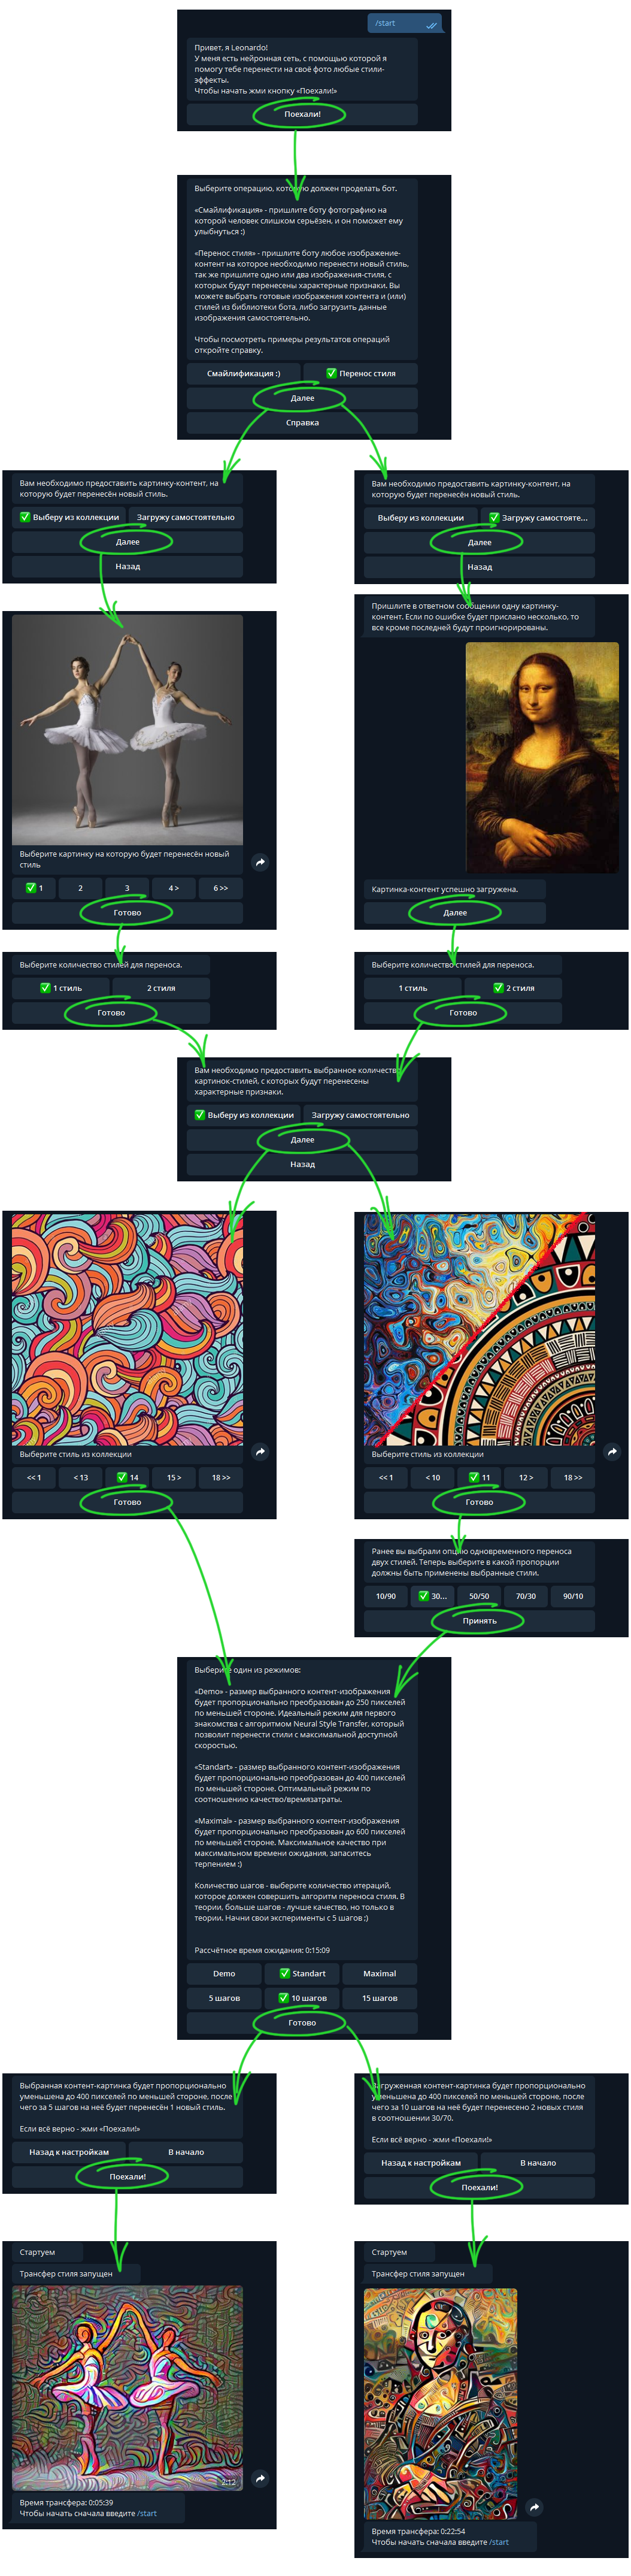 /start
Привет, я Leonardo!
У меня есть нейронная сеть, с помощью которой я
помогу тебе перенести на своё фото любые стили-
эффекты.
Чтобы начать жми кнопку «Поехали!»
Поехали!
Выберите операцию, которую должен проделать бот.
«Смайлификация» - пришлите боту фотографию на
которой человек слишком серьёзен, и он поможет ему
улыбнуться :)
«Перенос стиля» - пришлите боту любое изображение-
контент на которое необходимо перенести новый стиль,
так же пришлите одно или два изображения-стиля, с
которых будут перенесены характерные признаки. Вы
можете выбрать готовые изображения контента и (или)
стилей из библиотеки бота, либо загрузить данные
изображения самостоятельно.
Чтобы посмотреть примеры результатов операций
откройте справку.
Смайлификация :)
✅ Перенос стиля
Далее
Справка
Вам необходимо предоставить картинку-контент, на
которую будет перенесён новый стиль.
✅ Выберу из коллекции
Загружу самостоятельно
Далее
Назад
Вам необходимо предоставить картинку-контент, на
которую будет перенесён новый стиль.
Выберу из коллекции
✅ Загружу самостояте...
Далее
Назад
Выберите картинку на которую будет перенесён новый
стиль
✅ 1
2
3
4 >
6 >>
Готово
Пришлите в ответном сообщении одну картинку-
контент. Если по ошибке будет прислано несколько, то
все кроме последней будут проигнорированы.
Картинка-контент успешно загружена.
Далее
Выберите количество стилей для переноса.
✅ 1 стиль
2 стиля
Готово
Выберите количество стилей для переноса.
1 стиль
✅ 2 стиля
Готово
Вам необходимо предоставить выбранное количество
картинок-стилей, с которых будут перенесены
характерные признаки.
✅ Выберу из коллекции
Загружу самостоятельно
Далее
Назад
Выберите стиль из коллекции
<< 1
< 13
✅ 14
15 >
18 >>
Готово
Выберите стиль из коллекции
<< 1
< 10
✅ 11
12 >
18 >>
Готово
Ранее вы выбрали опцию одновременного переноса
двух стилей. Теперь выберите в какой пропорции
должны быть применены выбранные стили.
10/90
✅ 30...
50/50
70/30
90/10
Принять
Выберите один из режимов:
«Demo» - размер выбранного контент-изображения
будет пропорционально преобразован до 250 пикселей
по меньшей стороне. Идеальный режим для первого
знакомства с алгоритмом Neural Style Transfer, который
позволит перенести стили с максимальной доступной
скоростью.
«Standart» - размер выбранного контент-изображения
будет пропорционально преобразован до 400 пикселей
по меньшей стороне. Оптимальный режим по
соотношению качество/времязатраты.
«Maximal» - размер выбранного контент-изображения
будет пропорционально преобразован до 600 пикселей
по меньшей стороне. Максимальное качество при
максимальном времени ожидания, запаситесь
терпением :)
Количество шагов - выберите количество итераций,
которое должен совершить алгоритм переноса стиля. В
теории, больше шагов - лучше качество, но только в
теории. Начни свои эксперименты с 5 шагов ;)
Рассчётное время ожидания: 0:15:09
Demo
✅ Standart
Maximal
5 шагов
✅ 10 шагов
15 шагов
Готово
Выбранная контент-картинка будет пропорционально
уменьшена до 400 пикселей по меньшей стороне, после
чего за 5 шагов на неё будет перенесён 1 новый стиль.
Если всё верно - жми «Поехали!»
Назад к настройкам
В начало
Поехали!
Загруженная контент-картинка будет пропорционально
уменьшена до 400 пикселей по меньшей стороне, после
чего за 10 шагов на неё будет перенесено 2 новых стиля
в соотношении 30/70.
Если всё верно - жми «Поехали!»
Назад к настройкам
В начало
Поехали!
Стартуем
Трансфер стиля запущен
2:12
Время трансфера: 0:05:39
Чтобы начать сначала введите /start
Стартуем
Трансфер стиля запущен
Время трансфера: 0:22:54
Чтобы начать сначала введите /start